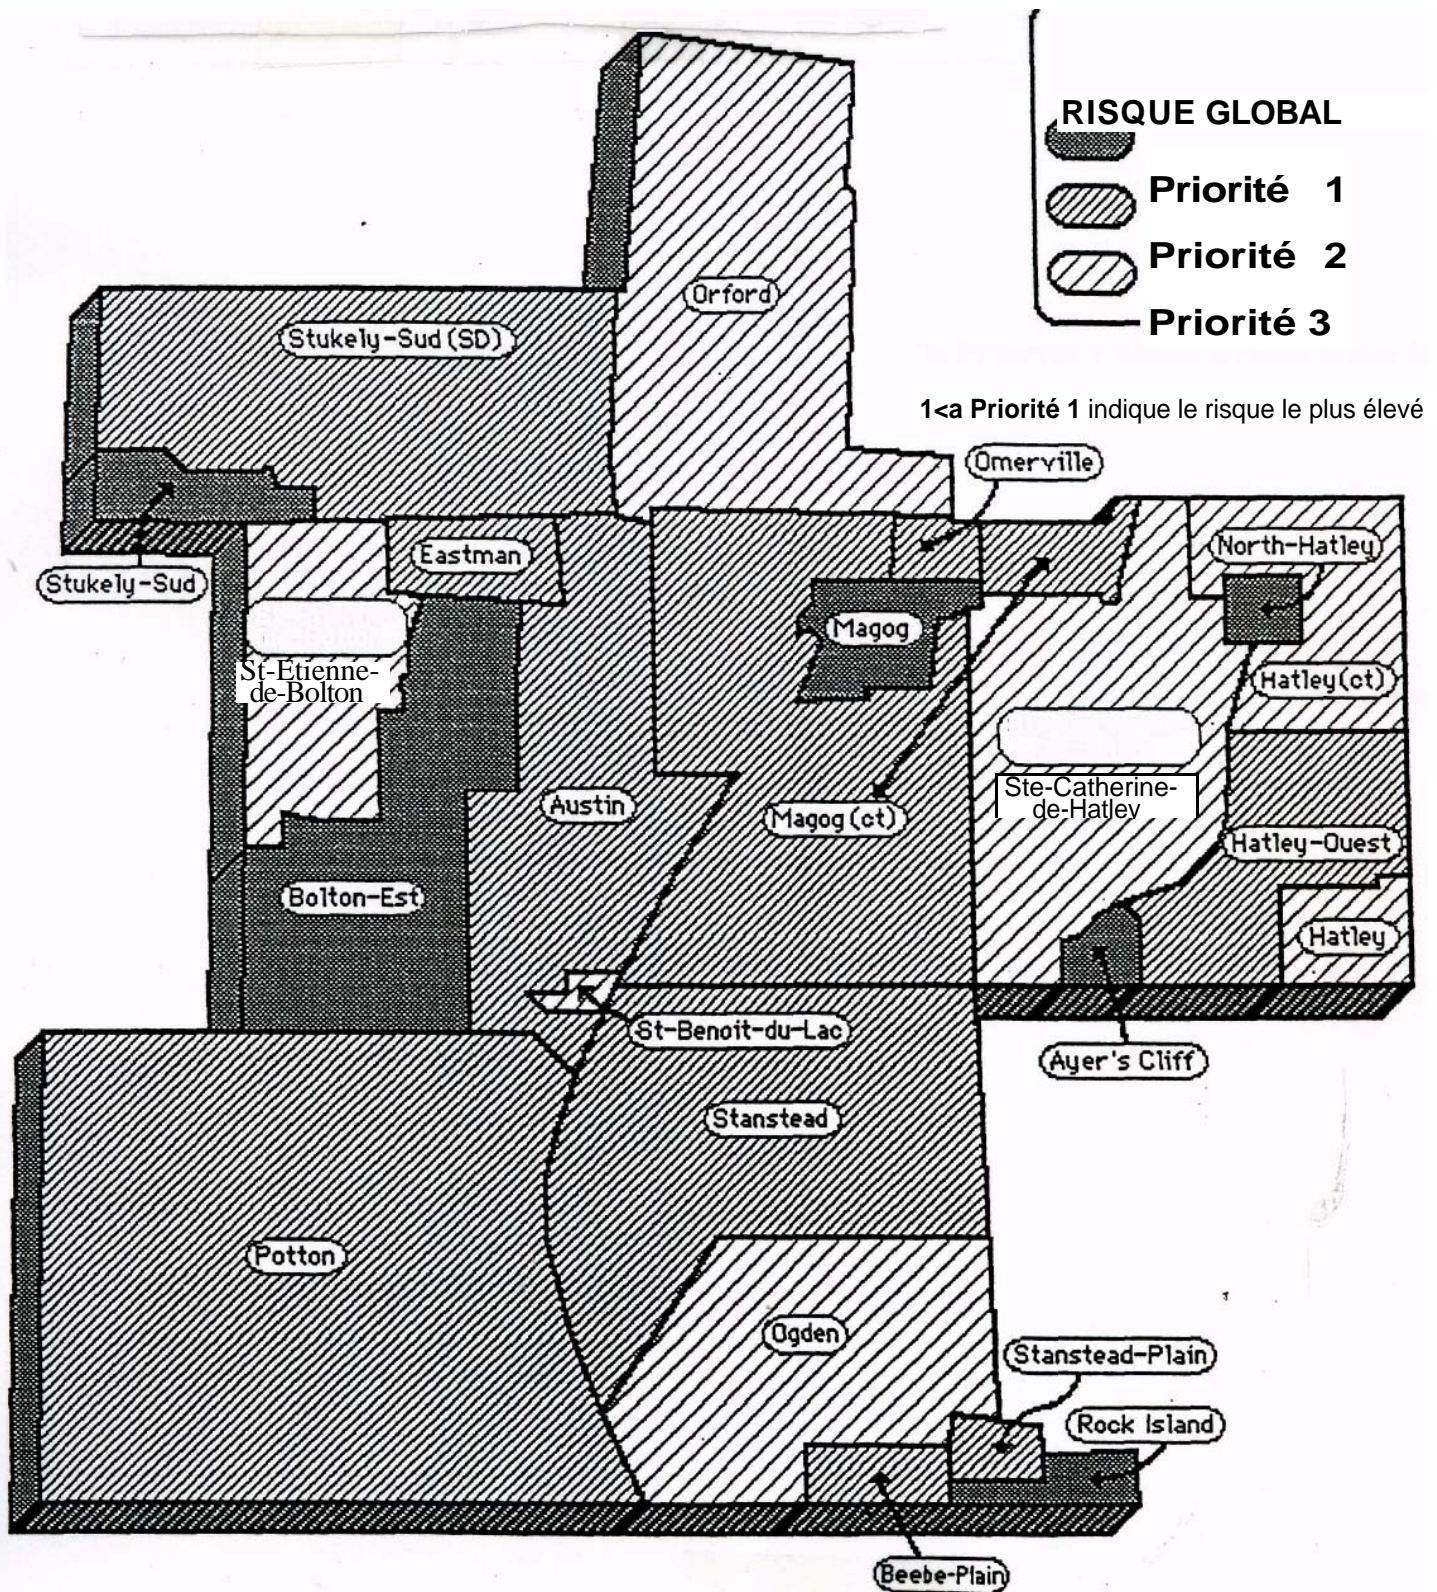 RISQUE GLOBAL
Priorité 1
Priorité 2
Priorité 3
1<a Priorité 1 indique le risque le plus élevé
Orford
Stukely-Sud (SD)
Omerville
Eastman
North-Hatley
Stukely-Sud
Magog
St-Etienne-
de-Bolton
Hatley(ct)
Ste-Catherine-
de-Hatley
Austin
Magog (ct)
Hatley-Ouest
Bolton-Est
Hatley
St-Benoit-du-Lac
Ayer's Cliff
Stanstead
Potton
Ogden
Stanstead-Plain
Rock Island
Beebe-Plain